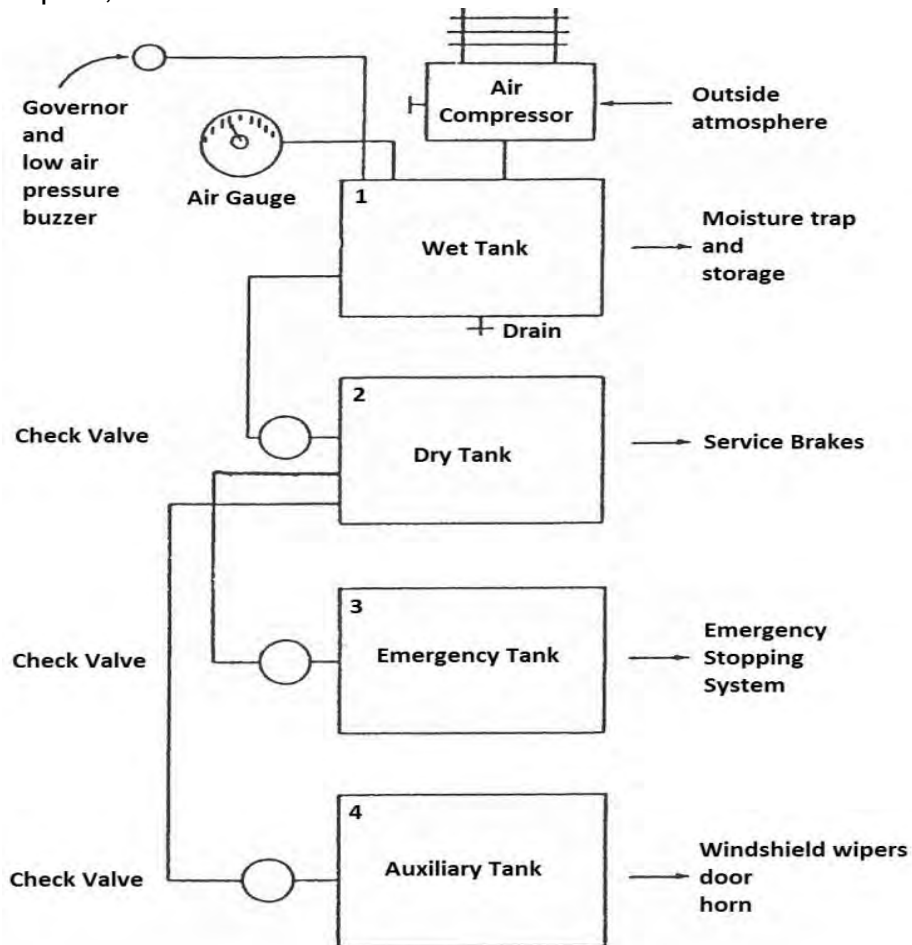 Governor
and
low air
pressure
buzzer
Air Gauge
Air
Compressor
Outside
atmosphere
1
Wet Tank
Moisture trap
and
storage
Drain
2
Check Valve
Dry Tank
Service Brakes
3
Check Valve
Emergency Tank
Emergency
Stopping
System
4
Check Valve
Auxiliary Tank
Windshield wipers
door
horn